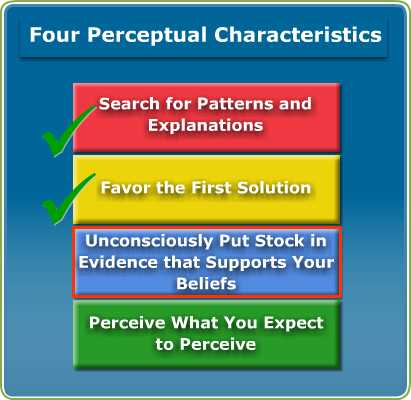 Four Perceptual Characteristics
Search for Patterns and
Explanations
Favor the First Solution
Unconsciously Put Stock in
Evidence that Supports Your
Beliefs
Perceive What You Expect
to Perceive